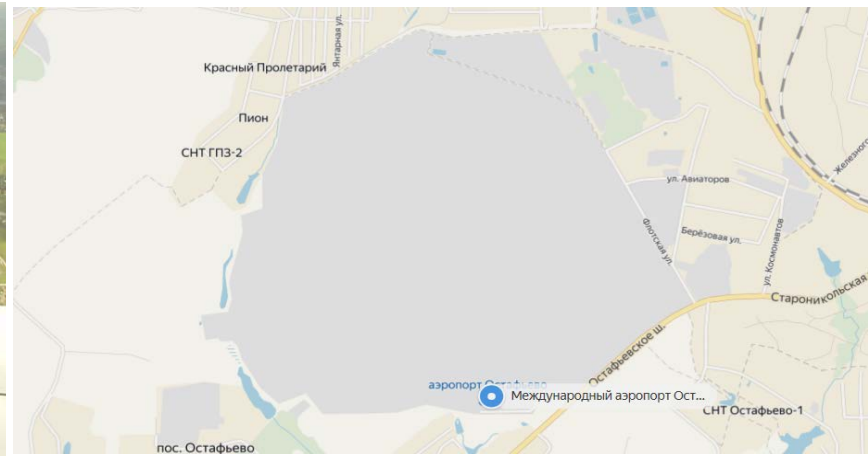 Янтарная ул.
Красный Пролетарий
Пион
СНТ ГПЗ-2
ул. Авиаторов
Флотская ул.
Берёзовая ул.
ул. Космонавтов
Староникольская
Остафьевское ш.
аэропорт Остафьево
Международный аэропорт Ост...
СНТ Остафьево-1
пос. Остафьево